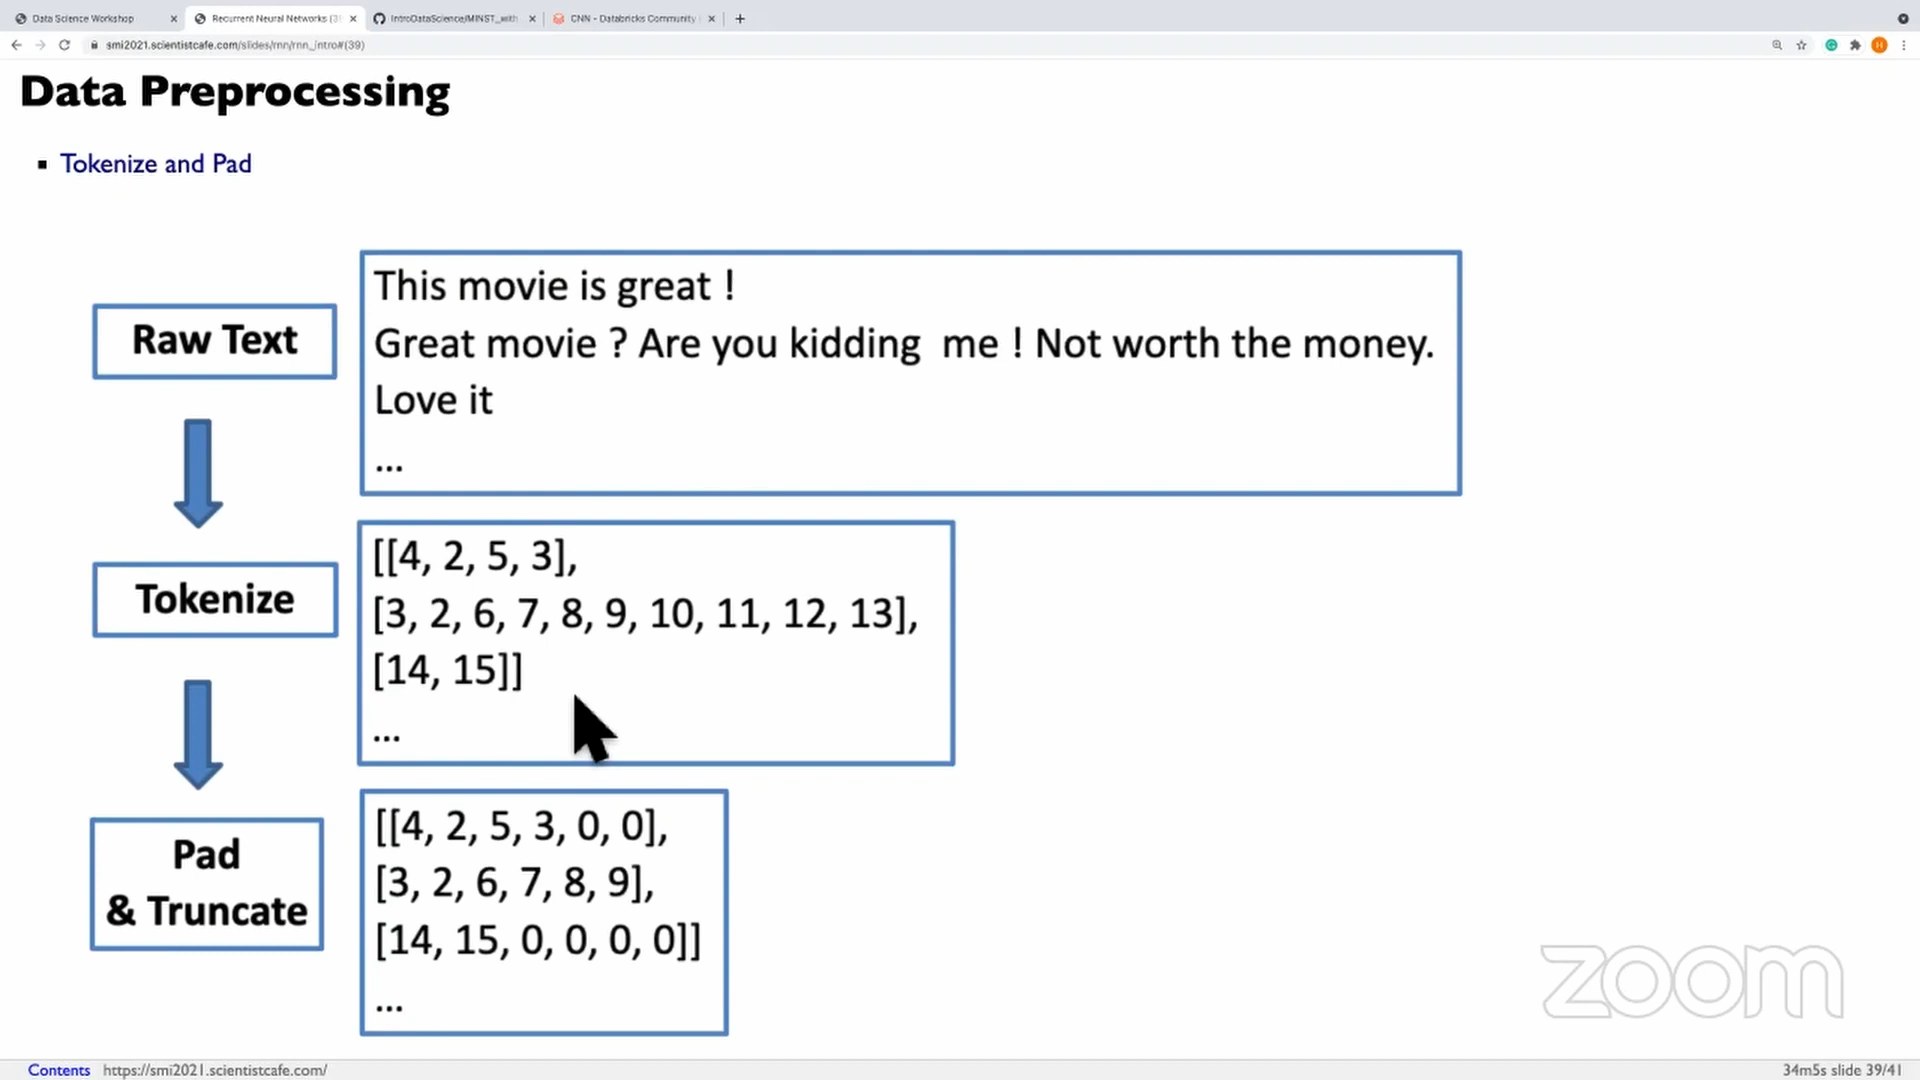 Data Science Workshop
Recurrent Neural Networks (3
IntroDataScience/MINST_with
CNN - Databricks Community
smi2021.scientistcafe.com/slides/rnn/rnn_intro#(39)
H
Data Preprocessing
Tokenize and Pad
Raw Text
This movie is great !
Great movie ? Are you kidding me ! Not worth the money.
Love it
...
Tokenize
[[4, 2, 5, 3],
[3, 2, 6, 7, 8, 9, 10, 11, 12, 13],
[14, 15]]
...
Pad
& Truncate
[[4, 2, 5, 3, 0, 0],
[3, 2, 6, 7, 8, 9],
[14, 15, 0, 0, 0, 0]]
...
zoom
Contents https://smi2021.scientistcafe.com/
34m5s slide 39/41